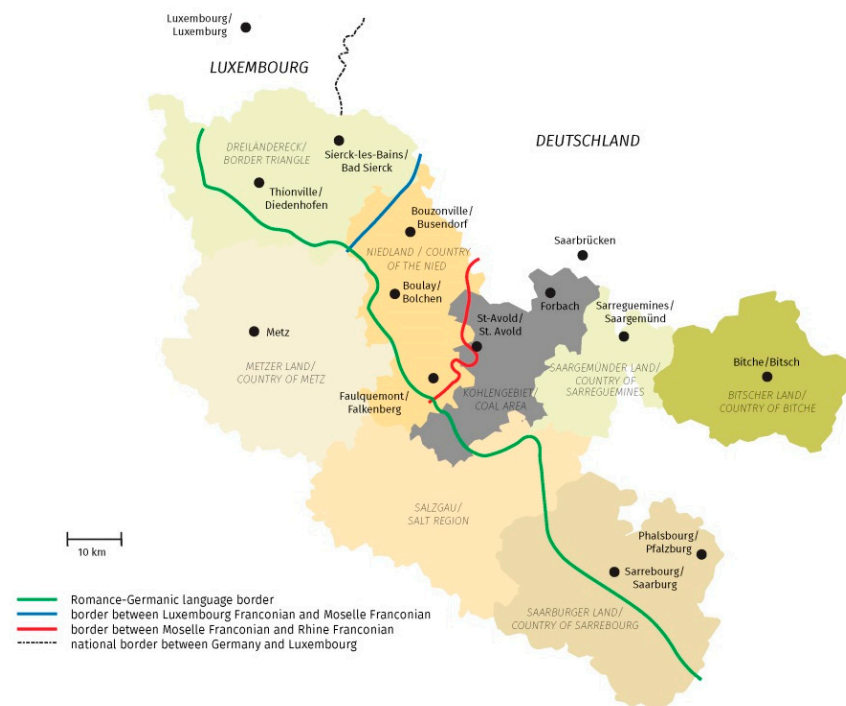 Luxembourg/
Luxemburg
LUXEMBOURG
DEUTSCHLAND
DREILÄNDERECK/
BORDER TRIANGLE
Sierck-les-Bains/
Bad Sierck
Thionville/
Diedenhofen
Bouzonville/
Busendorf
NIEDLAND / COUNTRY
OF THE NIED
Boulay/
Bolchen
Saarbrücken
Forbach
St-Avold/
St. Avold
Sarreguemines/
Saargemünd
Metz
METZER LAND/
COUNTRY OF METZ
Faulquemont/
Falkenberg
KOHLENGEBIET/
COAL AREA
SAARGEMÜNDER LAND/
COUNTRY OF
SARREGUEMINES
Bitche/Bitsch
BITSCHER LAND/
COUNTRY OF BITCHE
SALZGAU/
SALT REGION
Phalsbourg/
Pfalzburg
Sarrebourg/
Saarburg
SAARBURGER LAND/
COUNTRY OF SARREBOURG
10 km
Romance-Germanic language border
border between Luxembourg Franconian and Moselle Franconian
border between Moselle Franconian and Rhine Franconian
national border between Germany and Luxembourg